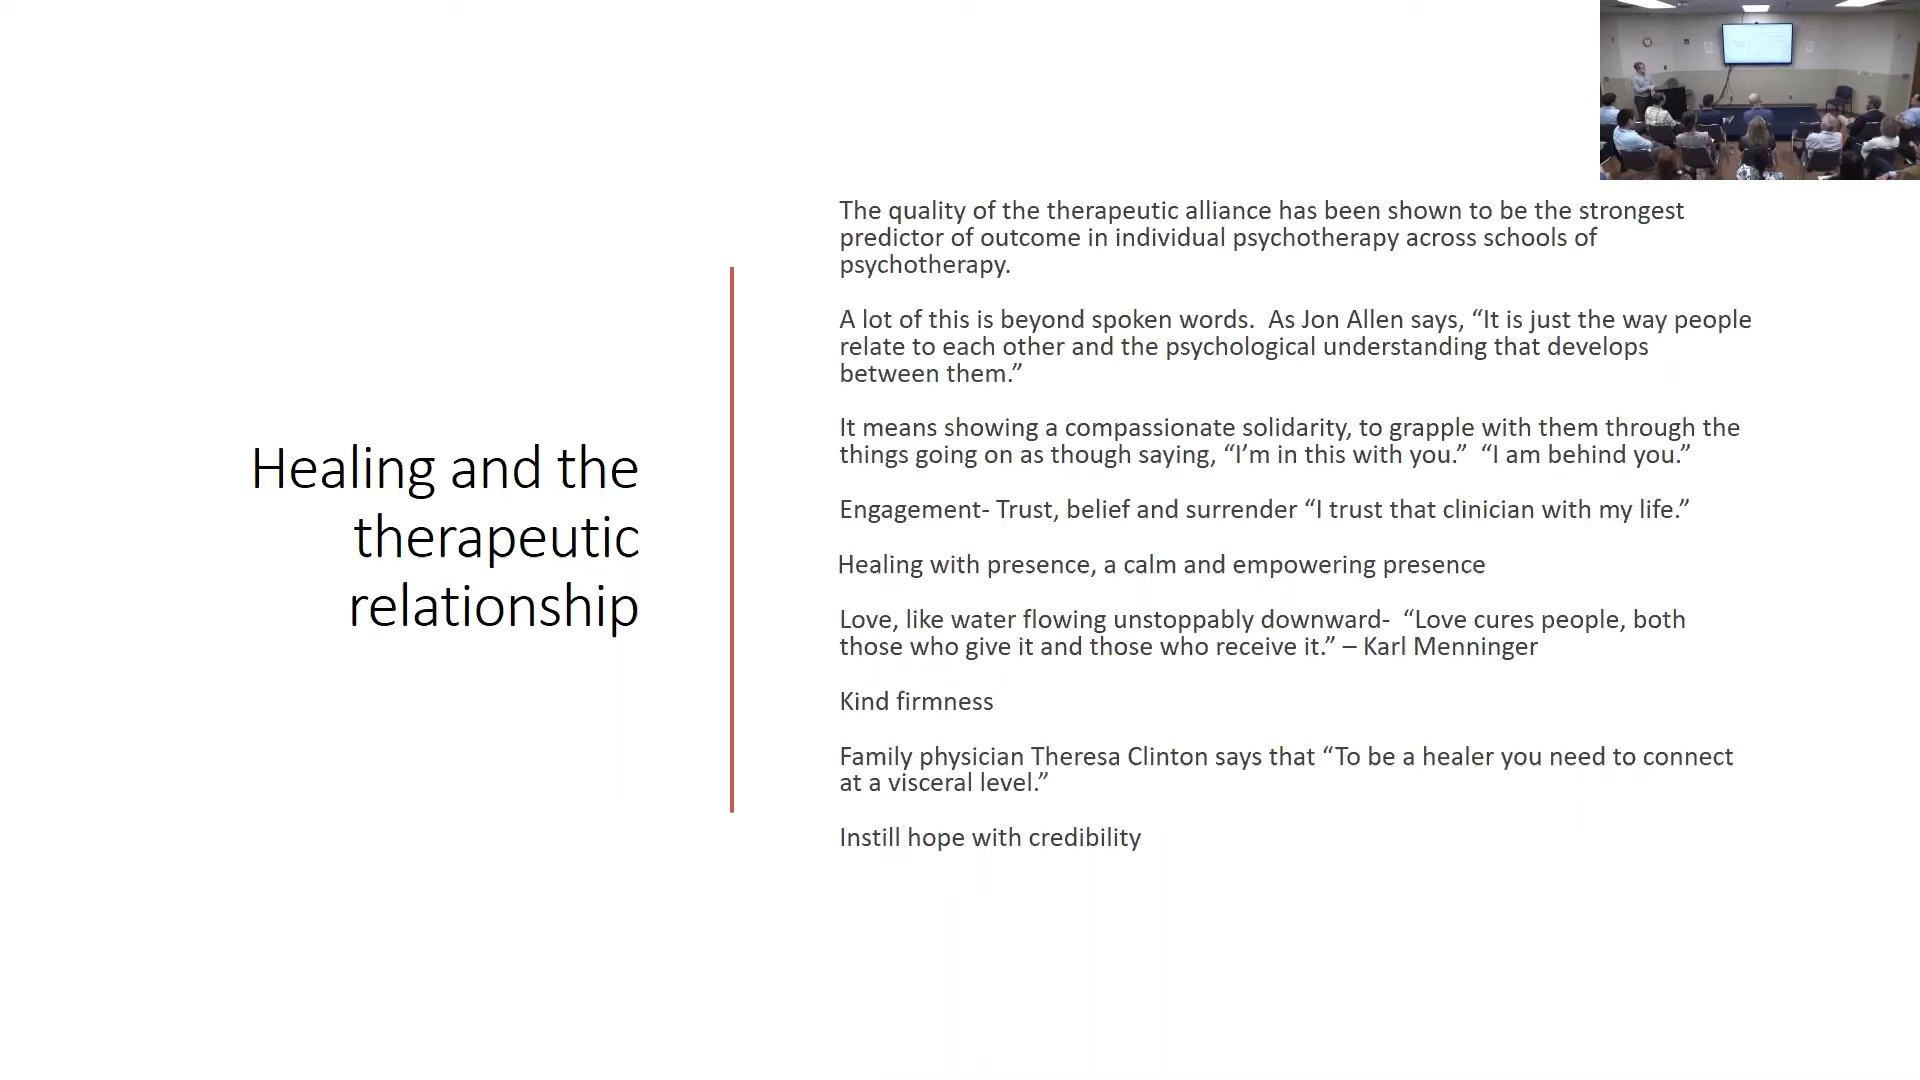 Healing and the
therapeutic
relationship
The quality of the therapeutic alliance has been shown to be the strongest
predictor of outcome in individual psychotherapy across schools of
psychotherapy.
A lot of this is beyond spoken words.  As Jon Allen says, “It is just the way people
relate to each other and the psychological understanding that develops
between them.”
It means showing a compassionate solidarity, to grapple with them through the
things going on as though saying, “I’m in this with you.”  “I am behind you.”
Engagement- Trust, belief and surrender “I trust that clinician with my life.”
Healing with presence, a calm and empowering presence
Love, like water flowing unstoppably downward-  “Love cures people, both
those who give it and those who receive it.” – Karl Menninger
Kind firmness
Family physician Theresa Clinton says that “To be a healer you need to connect
at a visceral level.”
Instill hope with credibility